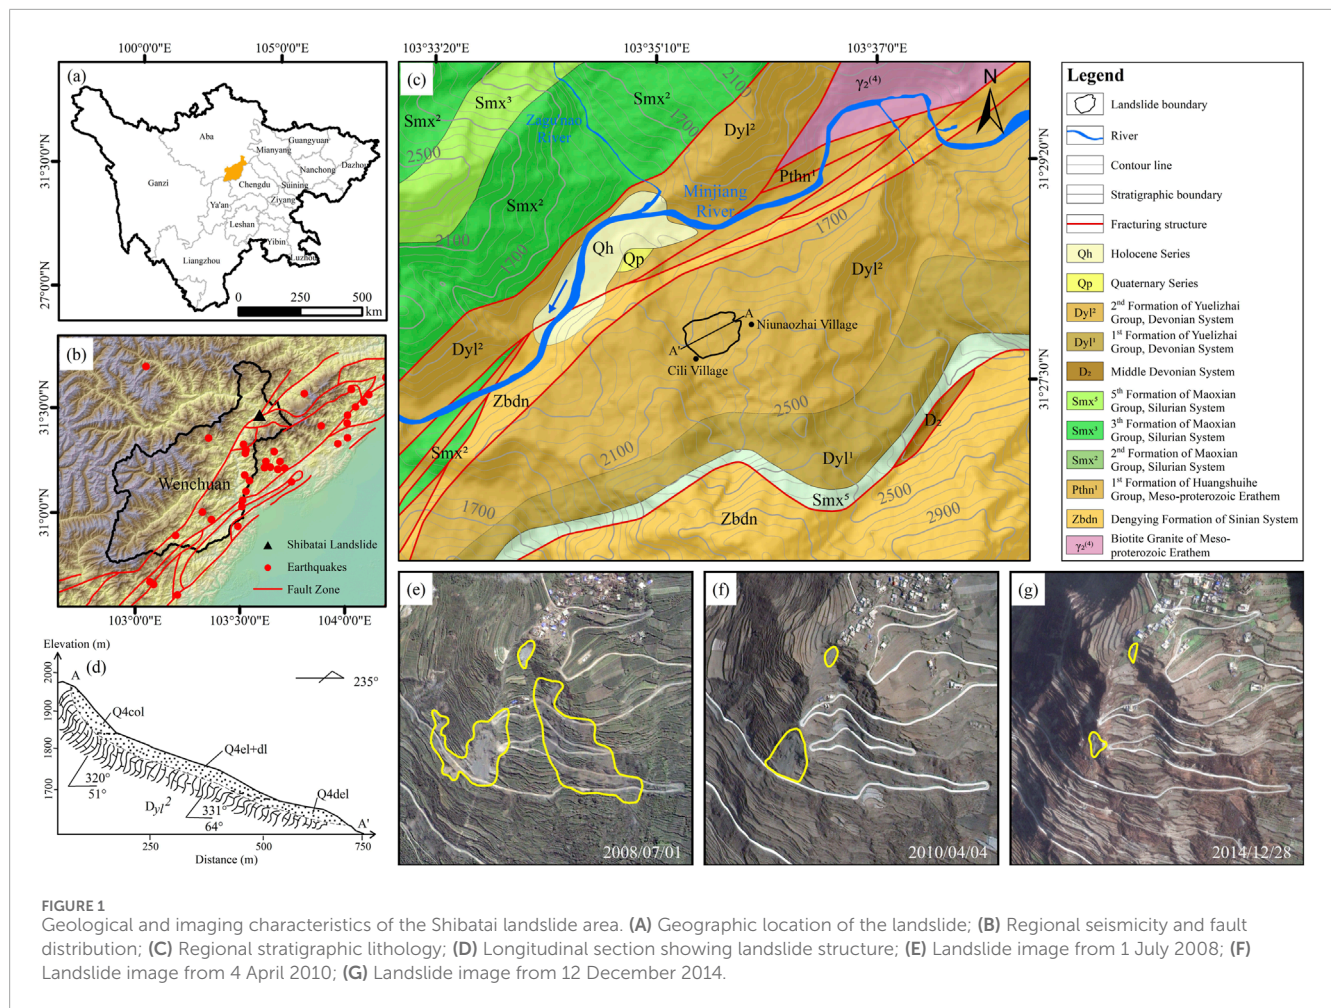 100°0'0"E
105°0'0"E
31°30'0"N
27°0'0"N
(a)
Aba
Guangyuan
Mianyang
Dazhou
Nanchong
Ganzi
Chengdu
Suining
Ziyang
Ya'an
Leshan
Yibin
Luzhou
Liangzhou
0 250 500
km
(b)
31°30'0"N
31°0'0"N
Wenchuan
Shibatai Landslide
Earthquakes
Fault Zone
103°0'0"E
103°30'0"E
104°0'0"E
103°33'20"E
103°35'10"E
103°37'0"E
31°29'20"N
31°27'30"N
(c)
N
Smx³
Smx²
Smx²
2500
Zagunao
River
2100
1700
γ₂⁽⁴⁾
Dyl²
Smx²
Pthn¹
Minjiang
River
2100
1700
1700
Qh
Qp
Dyl²
A
Niunaozhai Village
A'
Cili Village
Dyl²
Zbdn
2500
D₂
Smx²
2100
Dyl¹
Smx⁵
1700
Zbdn
2500
2900
Legend
Landslide boundary
River
Contour line
Stratigraphic boundary
Fracturing structure
Qh Holocene Series
Qp Quaternary Series
Dyl² 2nd Formation of Yuelizhai
Group, Devonian System
Dyl¹ 1st Formation of Yuelizhai
Group, Devonian System
D₂ Middle Devonian System
Smx⁵ 5th Formation of Maoxian
Group, Silurian System
Smx³ 3th Formation of Maoxian
Group, Silurian System
Smx² 2nd Formation of Maoxian
Group, Silurian System
Pthn¹ 1st Formation of Huangshuihe
Group, Meso-proterozoic Erathem
Zbdn Dengying Formation of Sinian System
γ₂⁽⁴⁾ Biotite Granite of Meso-
proterozoic Erathem
Elevation (m)
(d)
2000
1900
1800
1700
A
235°
Q4col
Q4el+dl
320°
51°
Dyl²
331°
64°
Q4del
A'
250
500
750
Distance (m)
(e)
2008/07/01
(f)
2010/04/04
(g)
2014/12/28
FIGURE 1
Geological and imaging characteristics of the Shibatai landslide area. (A) Geographic location of the landslide; (B) Regional seismicity and fault
distribution; (C) Regional stratigraphic lithology; (D) Longitudinal section showing landslide structure; (E) Landslide image from 1 July 2008; (F)
Landslide image from 4 April 2010; (G) Landslide image from 12 December 2014.